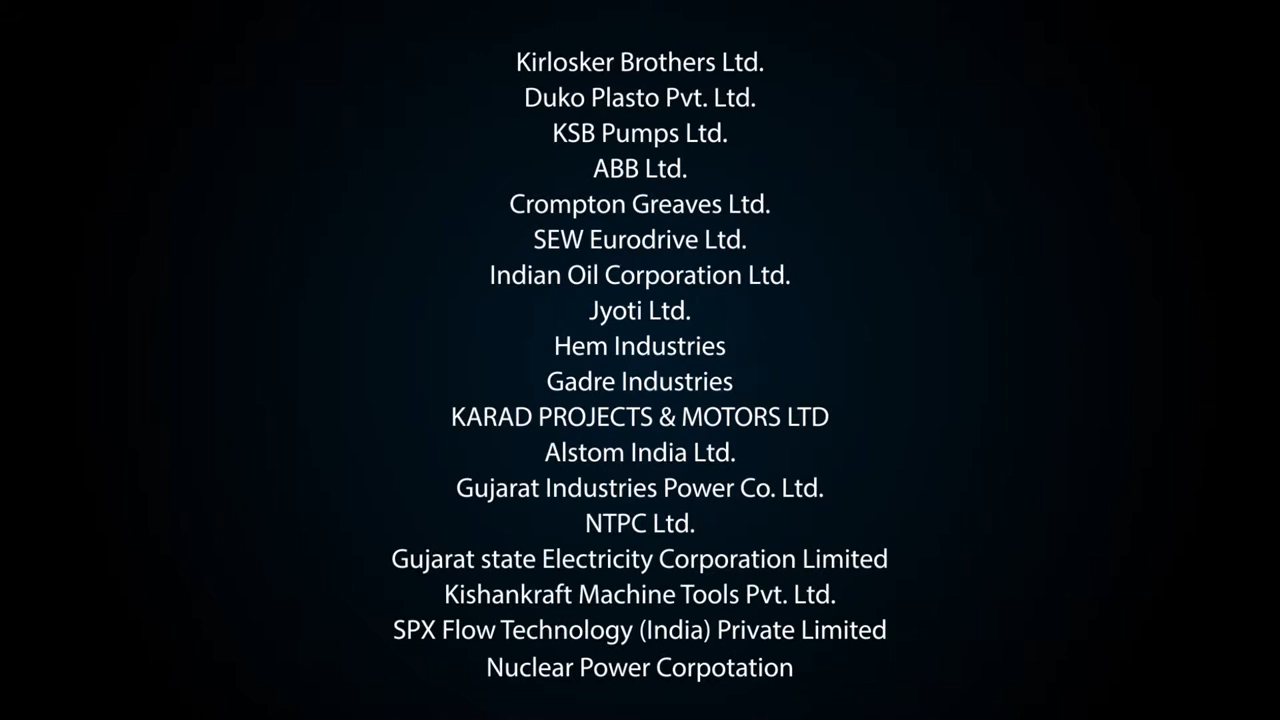 Kirlosker Brothers Ltd.
Duko Plasto Pvt. Ltd.
KSB Pumps Ltd.
ABB Ltd.
Crompton Greaves Ltd.
SEW Eurodrive Ltd.
Indian Oil Corporation Ltd.
Jyoti Ltd.
Hem Industries
Gadre Industries
KARAD PROJECTS & MOTORS LTD
Alstom India Ltd.
Gujarat Industries Power Co. Ltd.
NTPC Ltd.
Gujarat state Electricity Corporation Limited
Kishankraft Machine Tools Pvt. Ltd.
SPX Flow Technology (India) Private Limited
Nuclear Power Corpotation